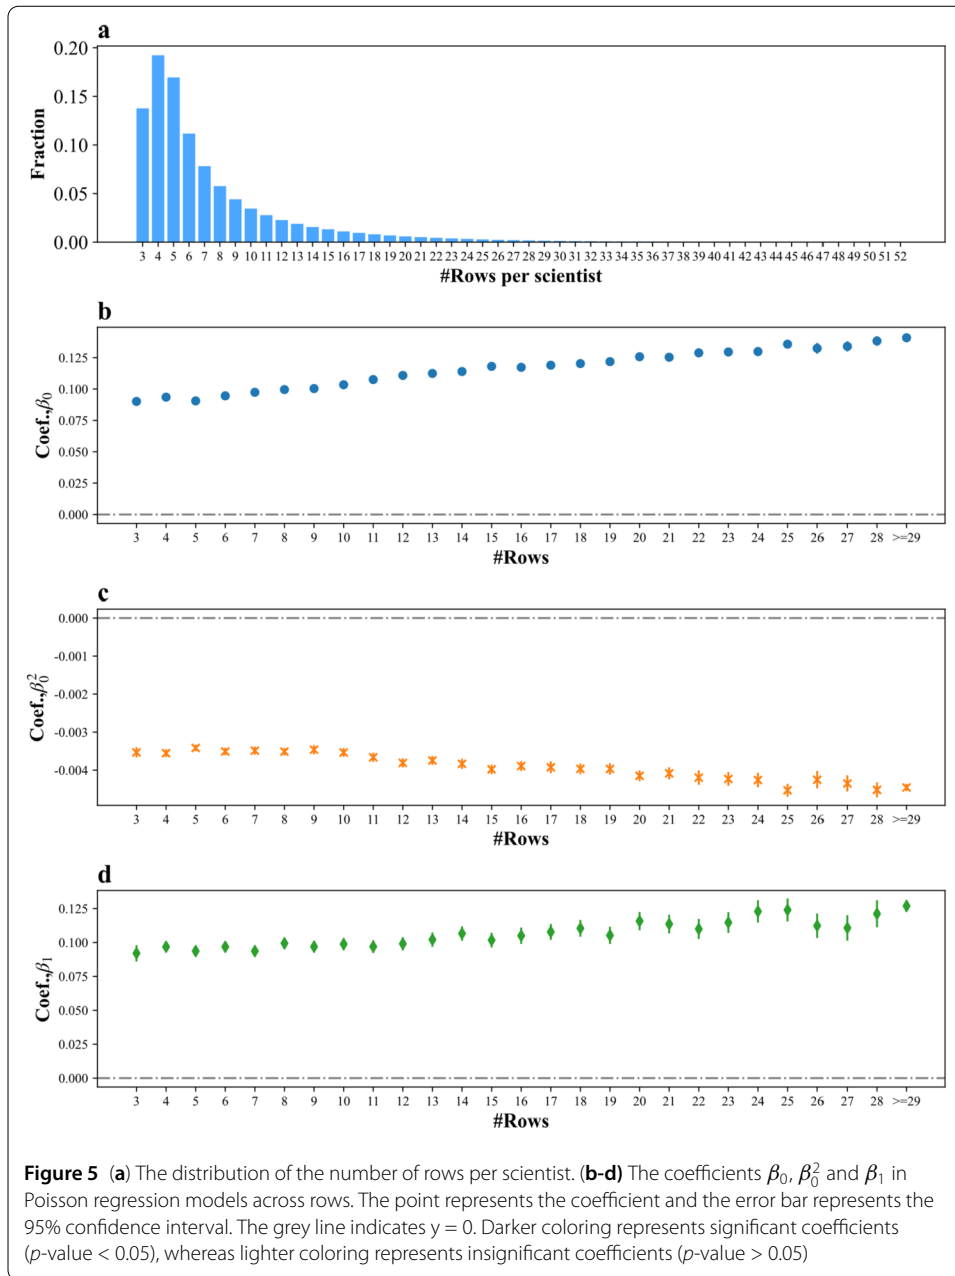 a
0.20
0.15
0.10
0.05
0.00
Fraction
3 4 5 6 7 8 9 10 11 12 13 14 15 16 17 18 19 20 21 22 23 24 25 26 27 28 29 30 31 32 33 34 35 36 37 38 39 40 41 42 43 44 45 46 47 48 49 50 51 52
#Rows per scientist
b
0.125
0.100
0.075
0.050
0.025
0.000
Coef.,β₀
3 4 5 6 7 8 9 10 11 12 13 14 15 16 17 18 19 20 21 22 23 24 25 26 27 28 >=29
#Rows
c
0.000
-0.001
-0.002
-0.003
-0.004
Coef.,β₀²
3 4 5 6 7 8 9 10 11 12 13 14 15 16 17 18 19 20 21 22 23 24 25 26 27 28 >=29
#Rows
d
0.125
0.100
0.075
0.050
0.025
0.000
Coef.,β₁
3 4 5 6 7 8 9 10 11 12 13 14 15 16 17 18 19 20 21 22 23 24 25 26 27 28 >=29
#Rows
Figure 5 (a) The distribution of the number of rows per scientist. (b-d) The coefficients β₀, β₀² and β₁ in
Poisson regression models across rows. The point represents the coefficient and the error bar represents the
95% confidence interval. The grey line indicates y = 0. Darker coloring represents significant coefficients
(p-value < 0.05), whereas lighter coloring represents insignificant coefficients (p-value > 0.05)